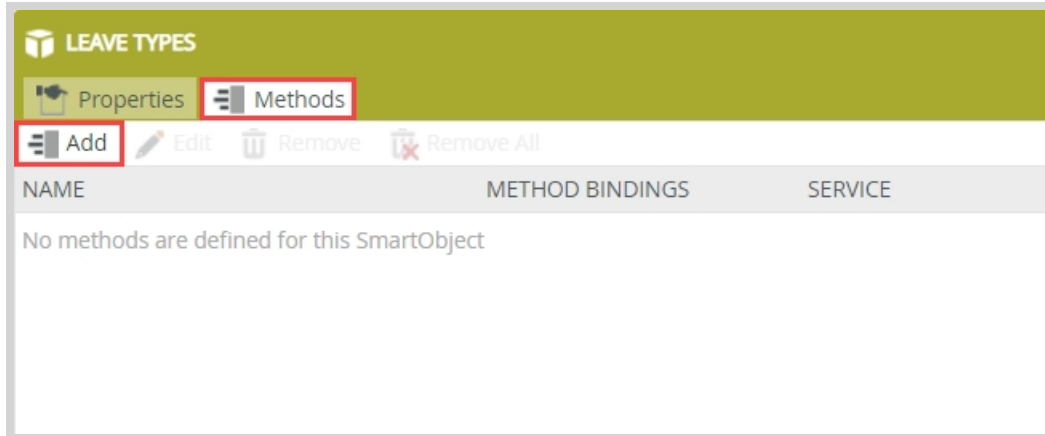 LEAVE TYPES
Properties Methods
Add Edit Remove Remove All
NAME METHOD BINDINGS SERVICE
No methods are defined for this SmartObject